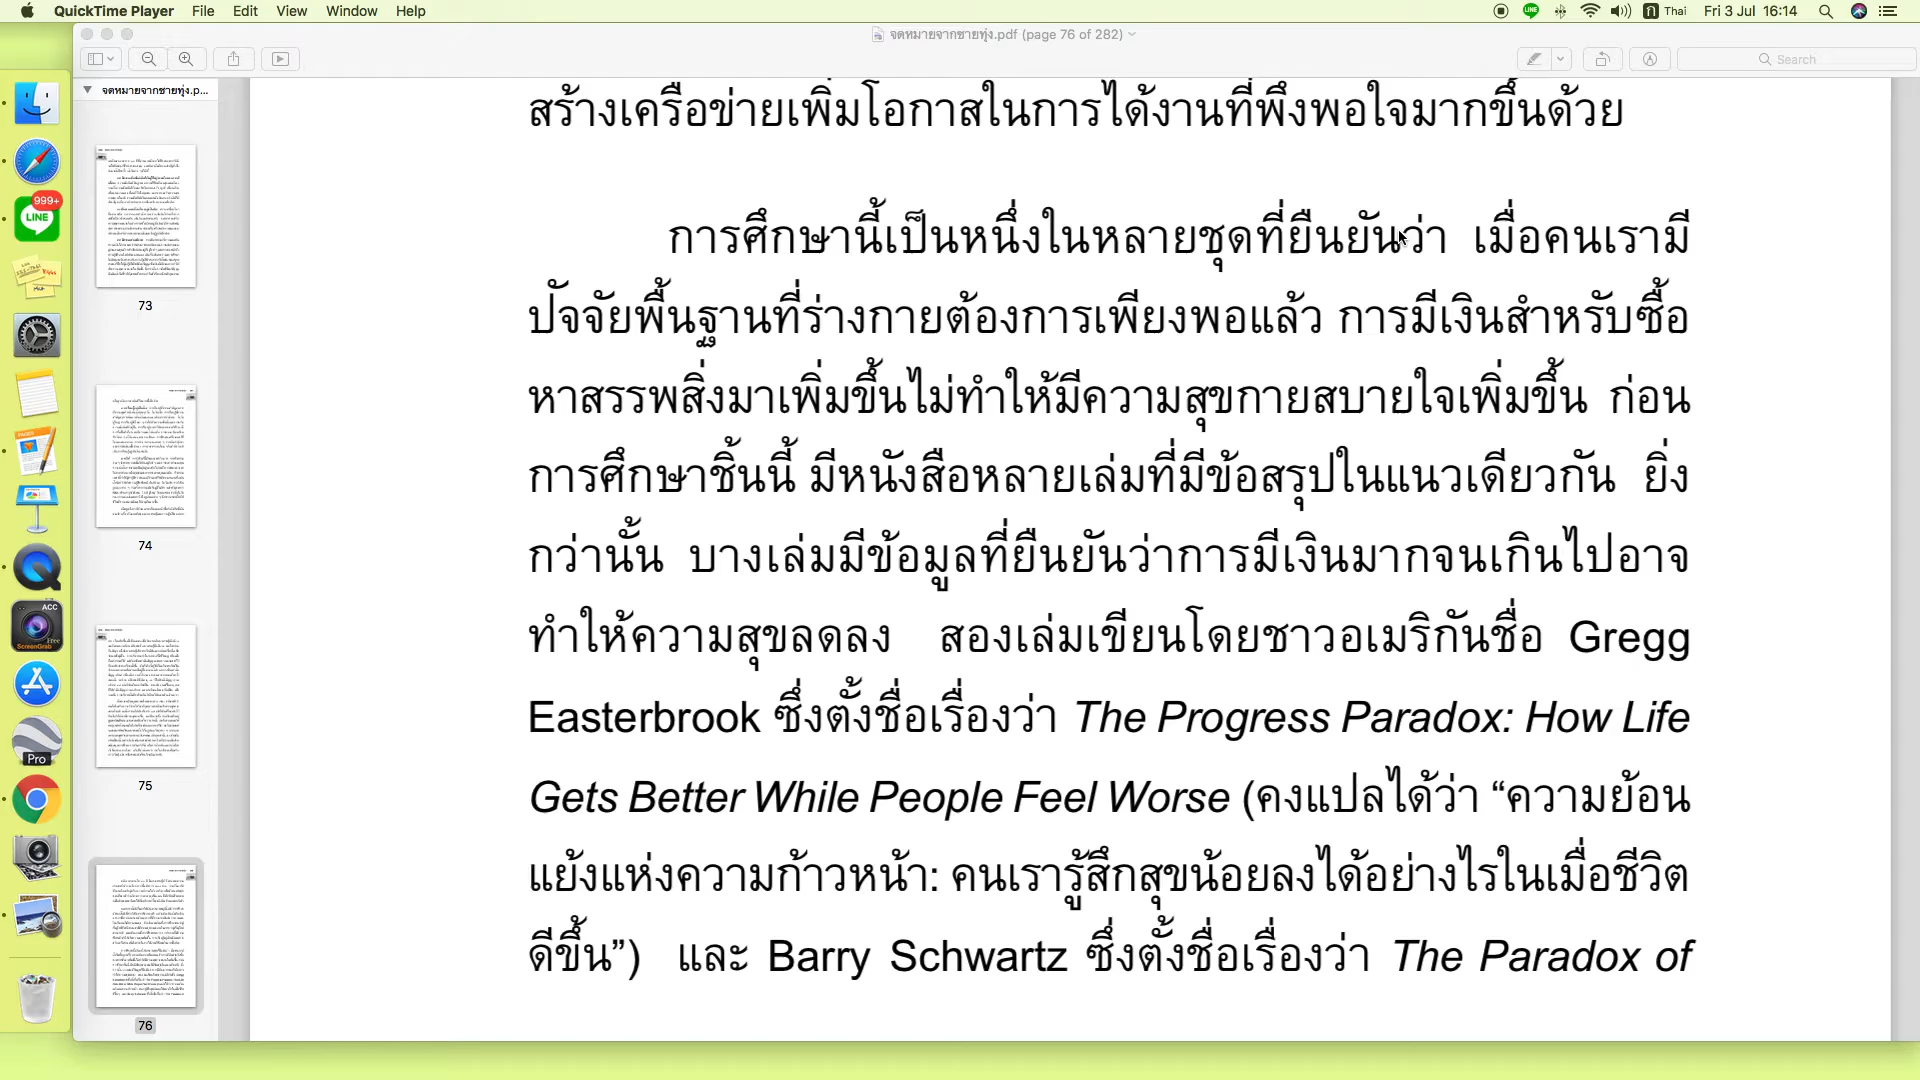 QuickTime Player File Edit View Window Help
Thai Fri 3 Jul 16:14
จดหมายจากชายทุ่ง.pdf (page 76 of 282)
Search
จดหมายจากชายทุ่ง.p...
73
74
75
76
999+
LINE
PAGES
ACC
ScreenGrab
Free
Pro
สร้างเครือข่ายเพิ่มโอกาสในการได้งานที่พึงพอใจมากขึ้นด้วย
การศึกษานี้เป็นหนึ่งในหลายชุดที่ยืนยันว่า เมื่อคนเรามี
ปัจจัยพื้นฐานที่ร่างกายต้องการเพียงพอแล้ว การมีเงินสำหรับซื้อ
หาสรรพสิ่งมาเพิ่มขึ้นไม่ทำให้มีความสุขกายสบายใจเพิ่มขึ้น ก่อน
การศึกษาชิ้นนี้ มีหนังสือหลายเล่มที่มีข้อสรุปในแนวเดียวกัน ยิ่ง
กว่านั้น บางเล่มมีข้อมูลที่ยืนยันว่าการมีเงินมากจนเกินไปอาจ
ทำให้ความสุขลดลง สองเล่มเขียนโดยชาวอเมริกันชื่อ Gregg
Easterbrook ซึ่งตั้งชื่อเรื่องว่า The Progress Paradox: How Life
Gets Better While People Feel Worse (คงแปลได้ว่า “ความย้อน
แย้งแห่งความก้าวหน้า: คนเรารู้สึกสุขน้อยลงได้อย่างไรในเมื่อชีวิต
ดีขึ้น”) และ Barry Schwartz ซึ่งตั้งชื่อเรื่องว่า The Paradox of